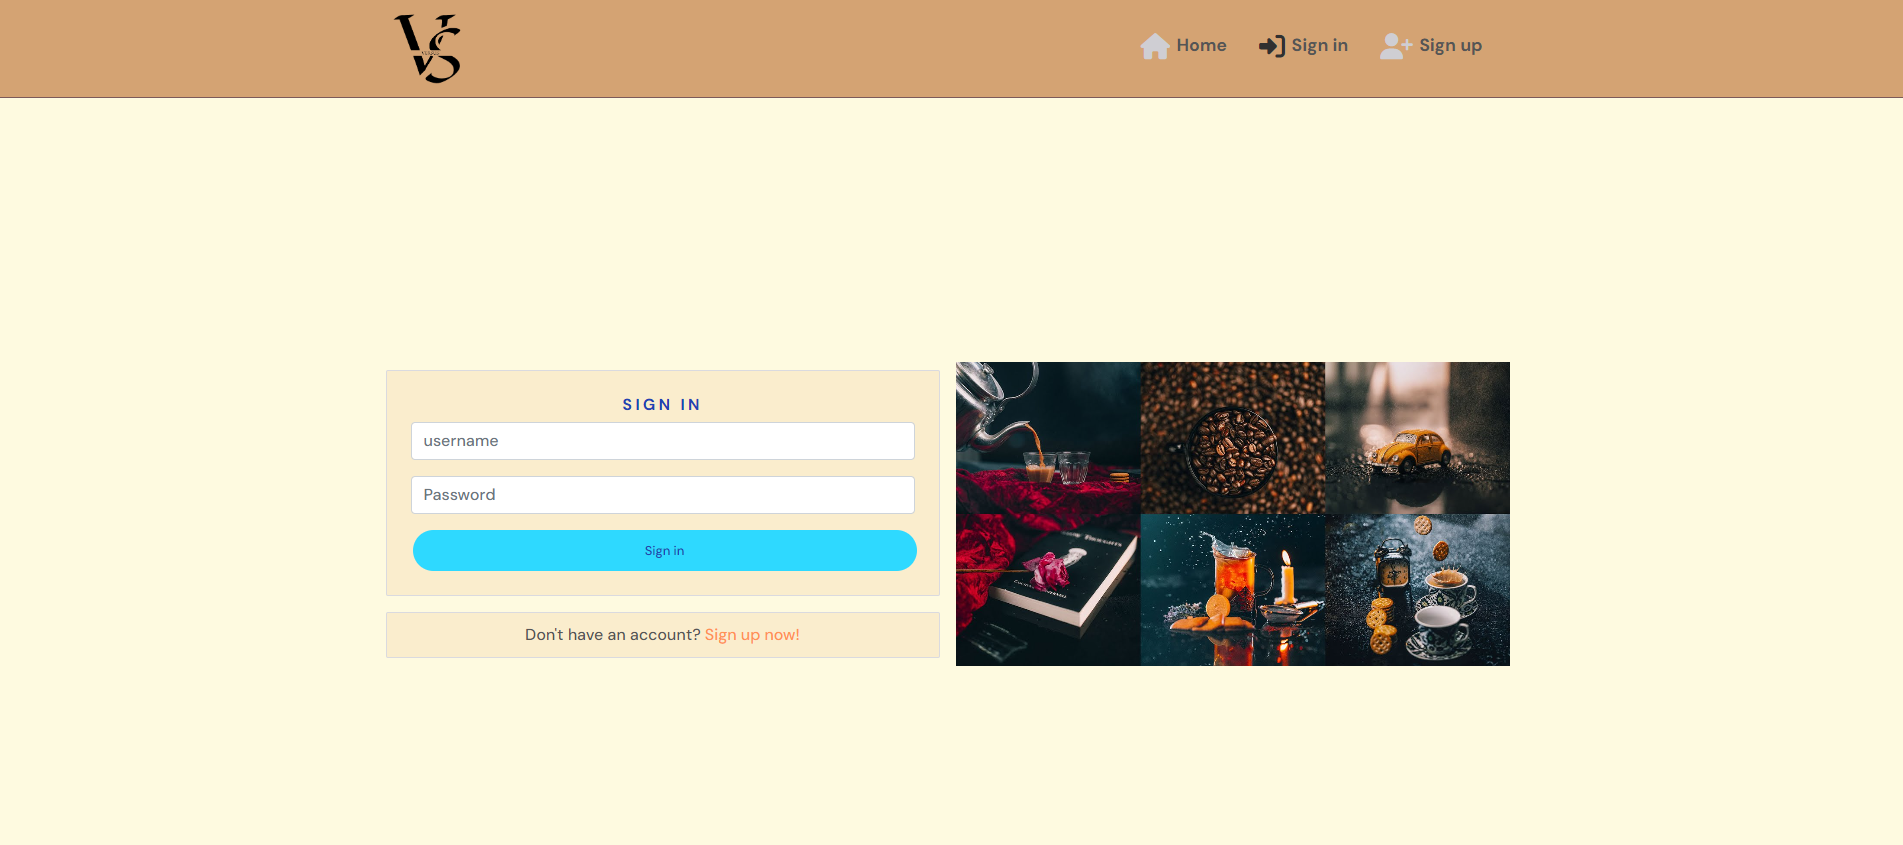 VS
Home
Sign in
Sign up
SIGN IN
username
Password
Sign in
Don't have an account? Sign up now!